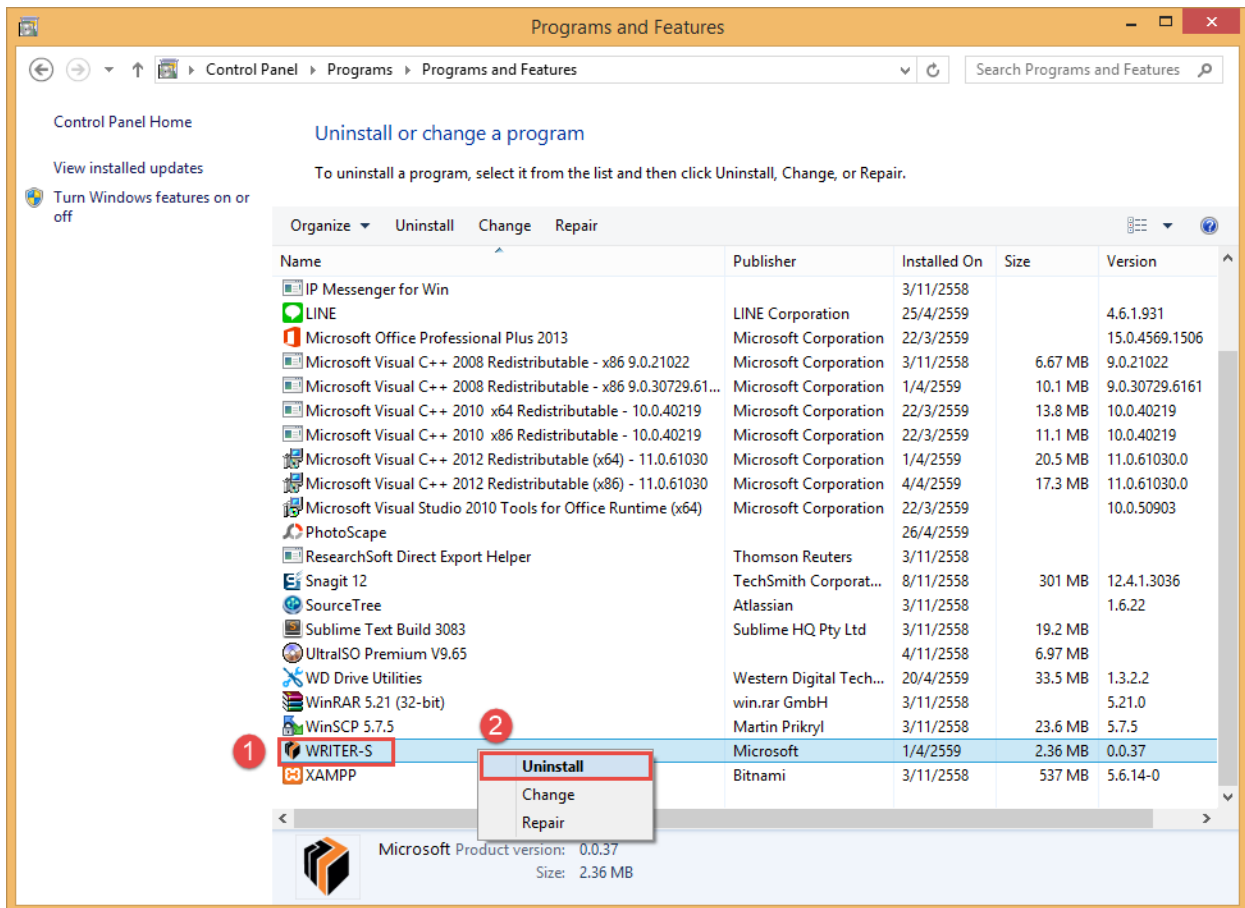 Programs and Features
Control Panel Programs Programs and Features Search Programs and Features
Control Panel Home
View installed updates
Turn Windows features on or
off
Uninstall or change a program
To uninstall a program, select it from the list and then click Uninstall, Change, or Repair.
Organize Uninstall Change Repair
Name Publisher Installed On Size Version
IP Messenger for Win 3/11/2558
LINE LINE Corporation 25/4/2559 4.6.1.931
Microsoft Office Professional Plus 2013 Microsoft Corporation 22/3/2559 15.0.4569.1506
Microsoft Visual C++ 2008 Redistributable - x86 9.0.21022 Microsoft Corporation 3/11/2558 6.67 MB 9.0.21022
Microsoft Visual C++ 2008 Redistributable - x86 9.0.30729.61... Microsoft Corporation 1/4/2559 10.1 MB 9.0.30729.6161
Microsoft Visual C++ 2010 x64 Redistributable - 10.0.40219 Microsoft Corporation 22/3/2559 13.8 MB 10.0.40219
Microsoft Visual C++ 2010 x86 Redistributable - 10.0.40219 Microsoft Corporation 22/3/2559 11.1 MB 10.0.40219
Microsoft Visual C++ 2012 Redistributable (x64) - 11.0.61030 Microsoft Corporation 1/4/2559 20.5 MB 11.0.61030.0
Microsoft Visual C++ 2012 Redistributable (x86) - 11.0.61030 Microsoft Corporation 4/4/2559 17.3 MB 11.0.61030.0
Microsoft Visual Studio 2010 Tools for Office Runtime (x64) Microsoft Corporation 22/3/2559 10.0.50903
PhotoScape 26/4/2559
ResearchSoft Direct Export Helper Thomson Reuters 3/11/2558
Snagit 12 TechSmith Corporat... 8/11/2558 301 MB 12.4.1.3036
SourceTree Atlassian 3/11/2558 1.6.22
Sublime Text Build 3083 Sublime HQ Pty Ltd 3/11/2558 19.2 MB
UltraISO Premium V9.65 4/11/2558 6.97 MB
WD Drive Utilities Western Digital Tech... 20/4/2559 33.5 MB 1.3.2.2
WinRAR 5.21 (32-bit) win.rar GmbH 3/11/2558 5.21.0
WinSCP 5.7.5 Martin Prikryl 3/11/2558 23.6 MB 5.7.5
1 WRITER-S Microsoft 1/4/2559 2.36 MB 0.0.37
XAMPP Bitnami 3/11/2558 537 MB 5.6.14-0
2
Uninstall
Change
Repair
Microsoft Product version: 0.0.37
Size: 2.36 MB